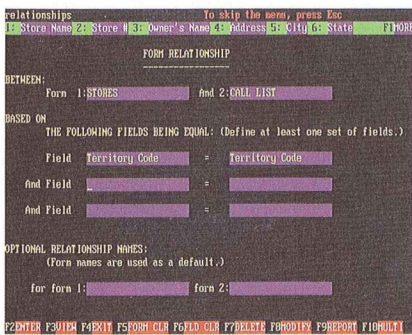 relationships To skip the menu, press Esc
1: Store Name 2: Store # 3: Owner's Name 4: Address 5: City 6: State F1MORE
FORM RELATIONSHIP
BETWEEN:
Form 1:STORES And 2:CALL LIST
BASED ON
THE FOLLOWING FIELDS BEING EQUAL: (Define at least one set of fields.)
Field Territory Code = Territory Code
And Field =
And Field =
OPTIONAL RELATIONSHIP NAMES:
(Form names are used as a default.)
for form 1: form 2:
F2ENTER F3VIEW F4EXIT F5FORM CLR F6FLD CLR F7DELETE F8MODIFY F9REPORT F10MULTI